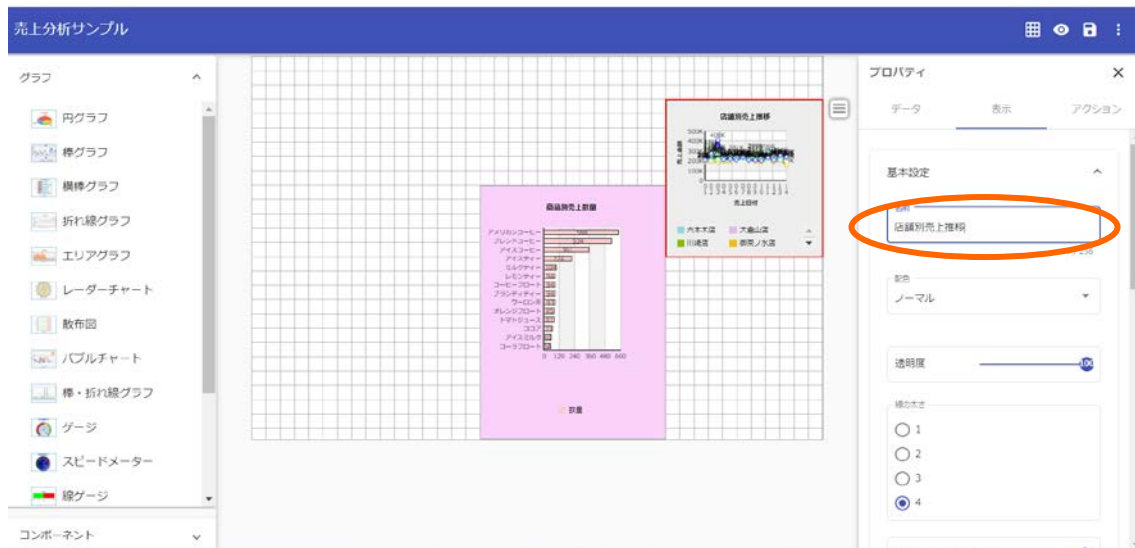 売上分析サンプル
グラフ
円グラフ
棒グラフ
横棒グラフ
折れ線グラフ
エリアグラフ
レーダーチャート
散布図
バブルチャート
棒・折れ線グラフ
ゲージ
スピードメーター
線ゲージ
コンポーネント
店舗別売上推移
500K
400K
300K
200K
100K
0
売上金額
売上日付
六本木店
大倉山店
川崎店
御茶ノ水店
商品別売上数量
アメリカンコーヒー
ブレンドコーヒー
アイスコーヒー
アイスティー
ミルクティー
レモンティー
コーヒーフロート
ブランディティー
ウーロン茶
オレンジフロート
トマトジュース
ココア
アイスミルク
コーラフロート
0 120 240 360 480 600
数量
プロパティ
データ 表示 アクション
基本設定
名前
店舗別売上推移
配色
ノーマル
透明度
100
線の太さ
1
2
3
4